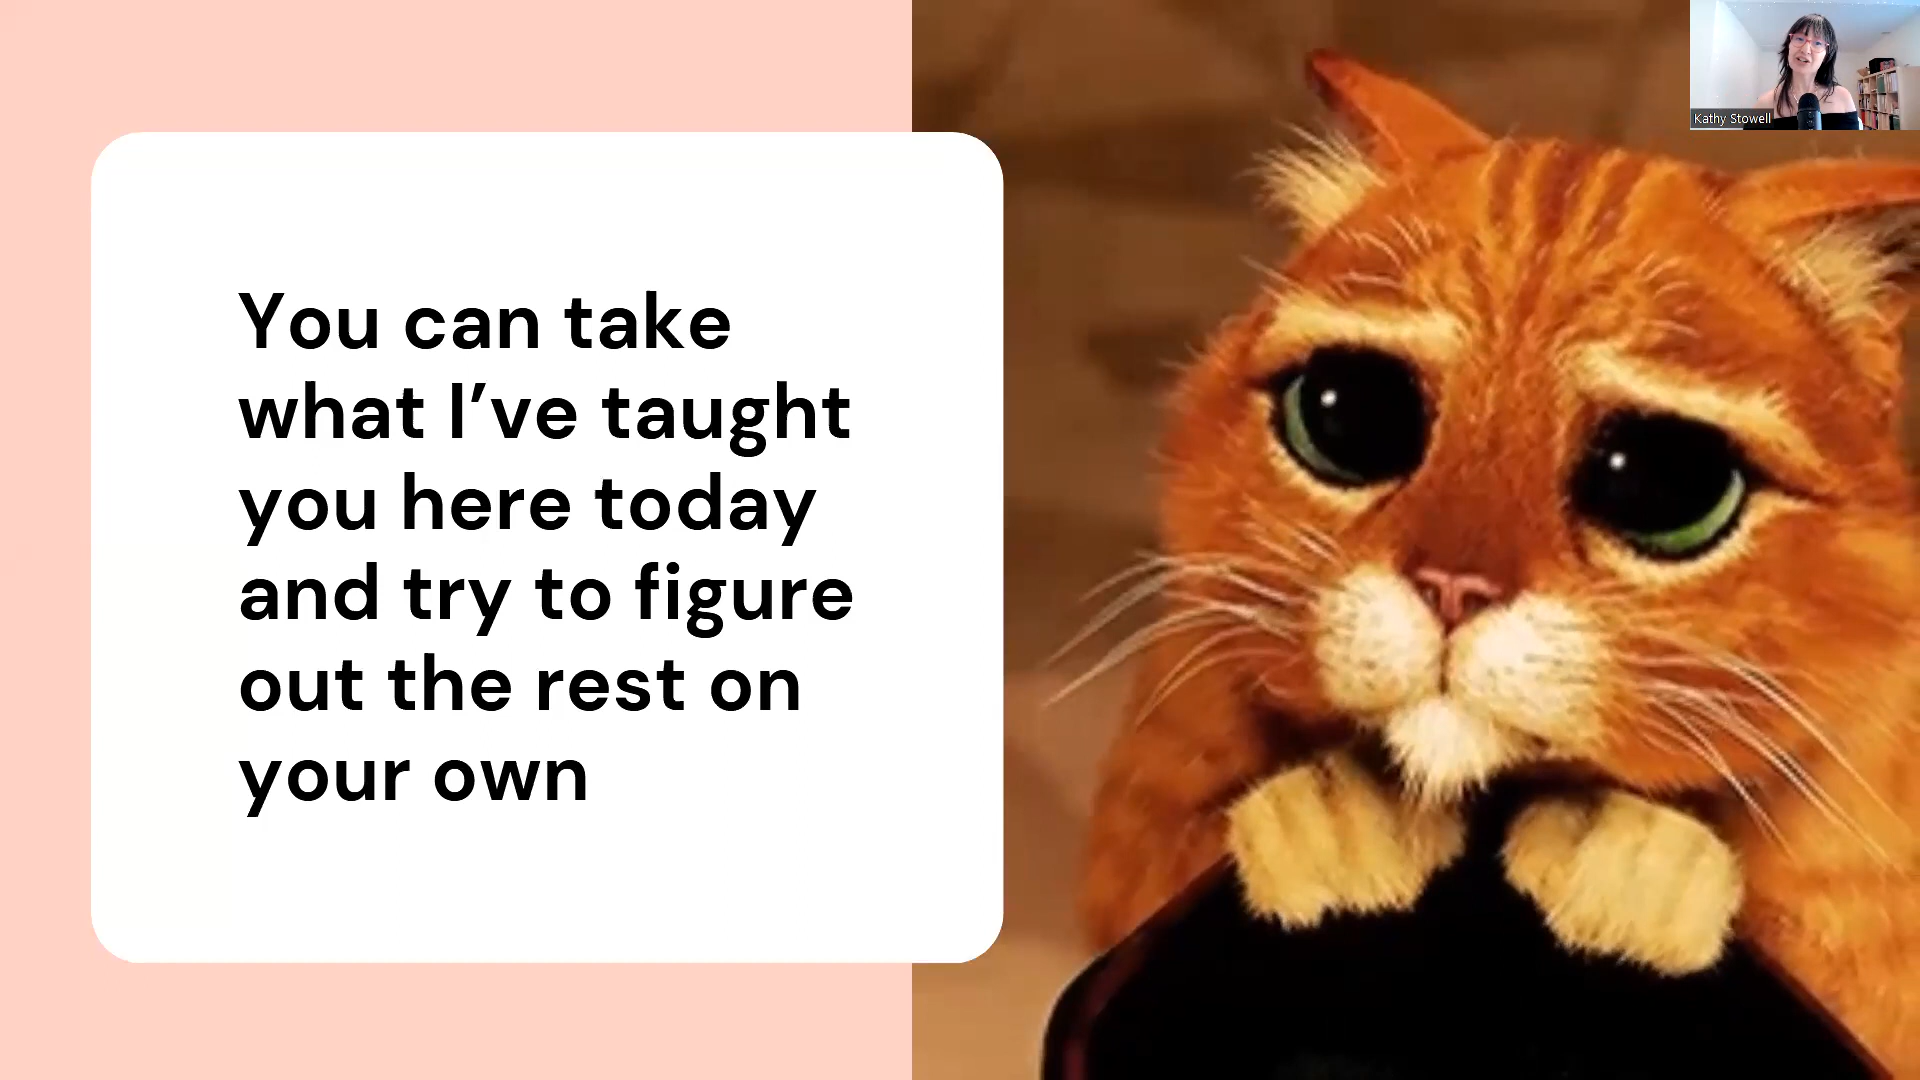 Kathy Stowell
You can take
what I’ve taught
you here today
and try to figure
out the rest on
your own